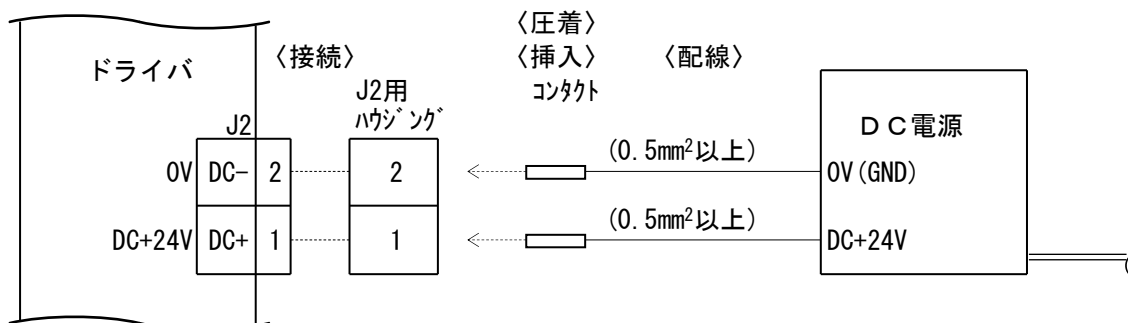 〈圧着〉
ドライバ
〈接続〉
〈挿入〉
〈配線〉
J2用
ハウジング
コンタクト
J2
DC電源
0V
DC-
2
2
(0.5mm²以上)
0V(GND)
DC+24V
DC+
1
1
(0.5mm²以上)
DC+24V